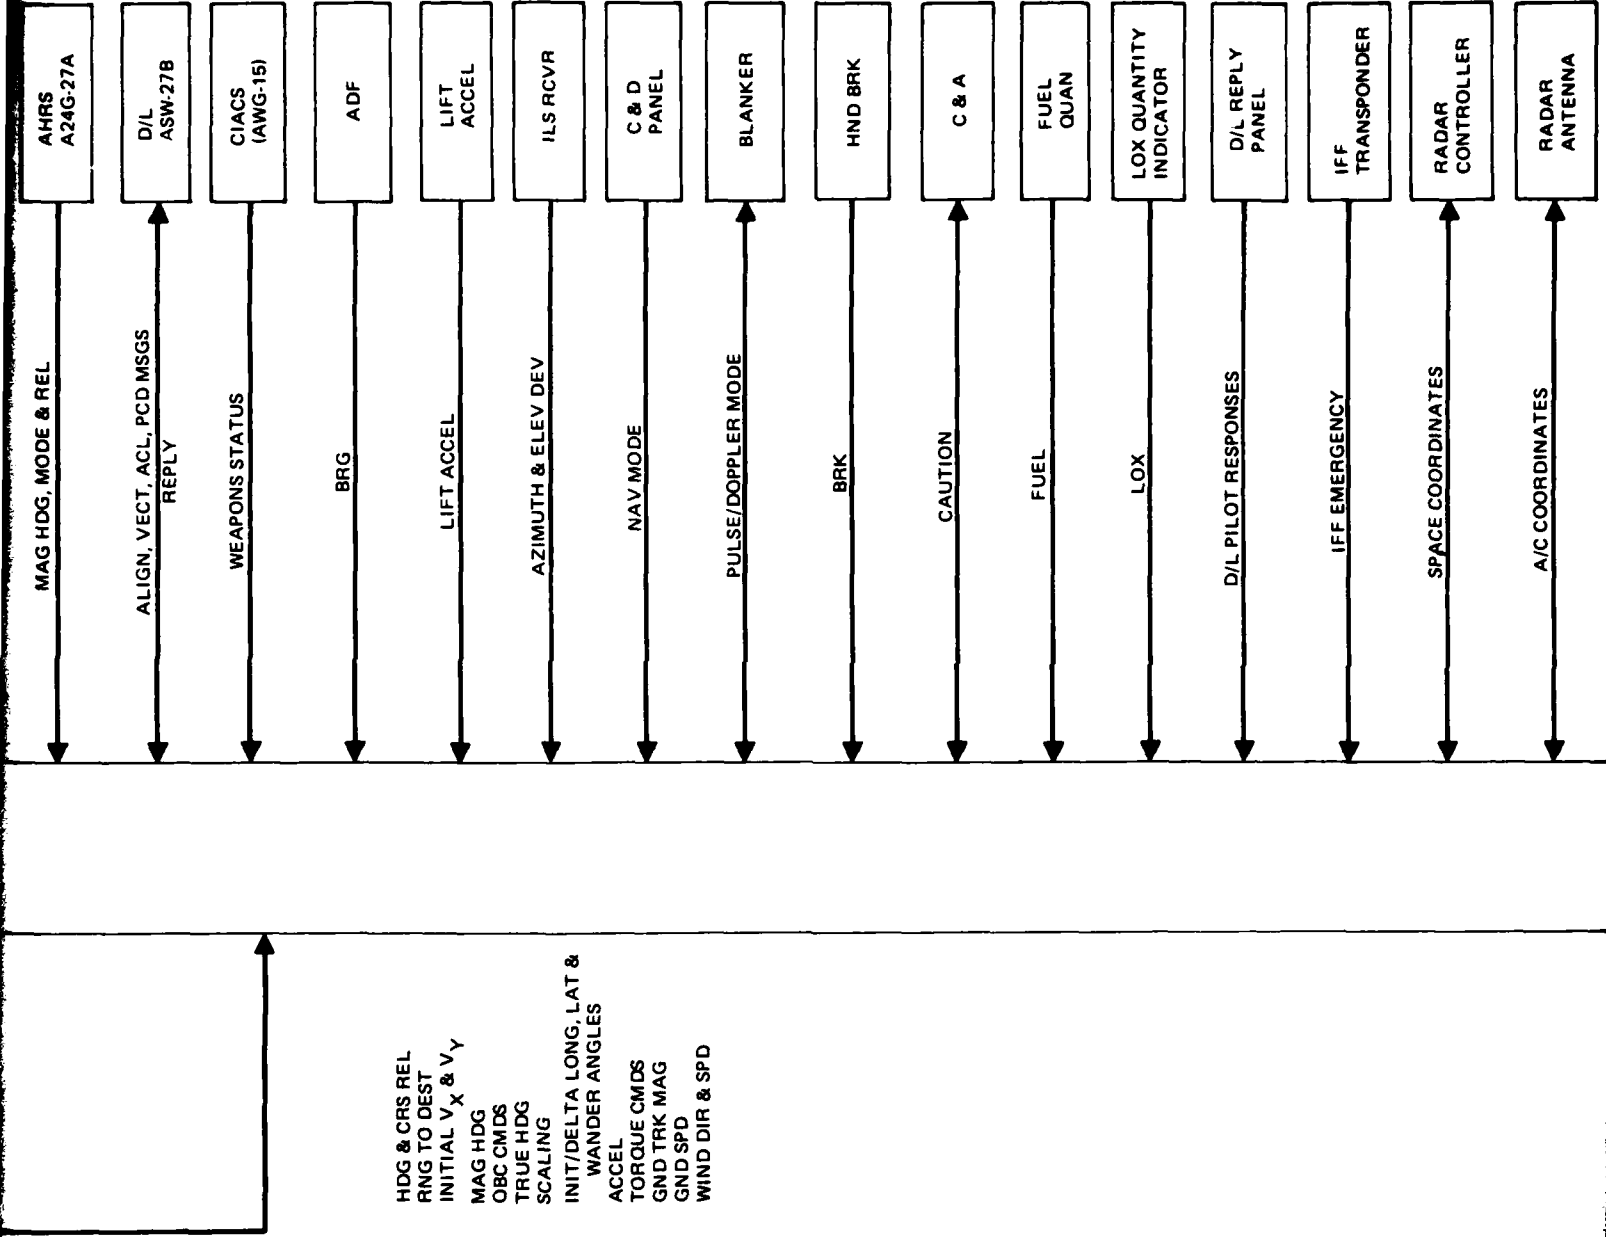 AHRS
A24G-27A
MAG HDG, MODE & REL
D/L
ASW-27B
ALIGN, VECT, ACL, PCD MSGS
REPLY
CIACS
(AWG-15)
WEAPONS STATUS
ADF
BRG
LIFT
ACCEL
LIFT ACCEL
ILS RCVR
AZIMUTH & ELEV DEV
C & D
PANEL
NAV MODE
BLANKER
PULSE/DOPPLER MODE
HND BRK
BRK
C & A
CAUTION
FUEL
QUAN
FUEL
LOX QUANTITY
INDICATOR
LOX
D/L REPLY
PANEL
D/L PILOT RESPONSES
IFF
TRANSPONDER
IFF EMERGENCY
RADAR
CONTROLLER
SPACE COORDINATES
RADAR
ANTENNA
A/C COORDINATES
HDG & CRS REL
RNG TO DEST
INITIAL VX & VY
MAG HDG
OBC CMDS
TRUE HDG
SCALING
INIT/DELTA LONG, LAT &
WANDER ANGLES
ACCEL
TORQUE CMDS
GND TRK MAG
GND SPD
WIND DIR & SPD